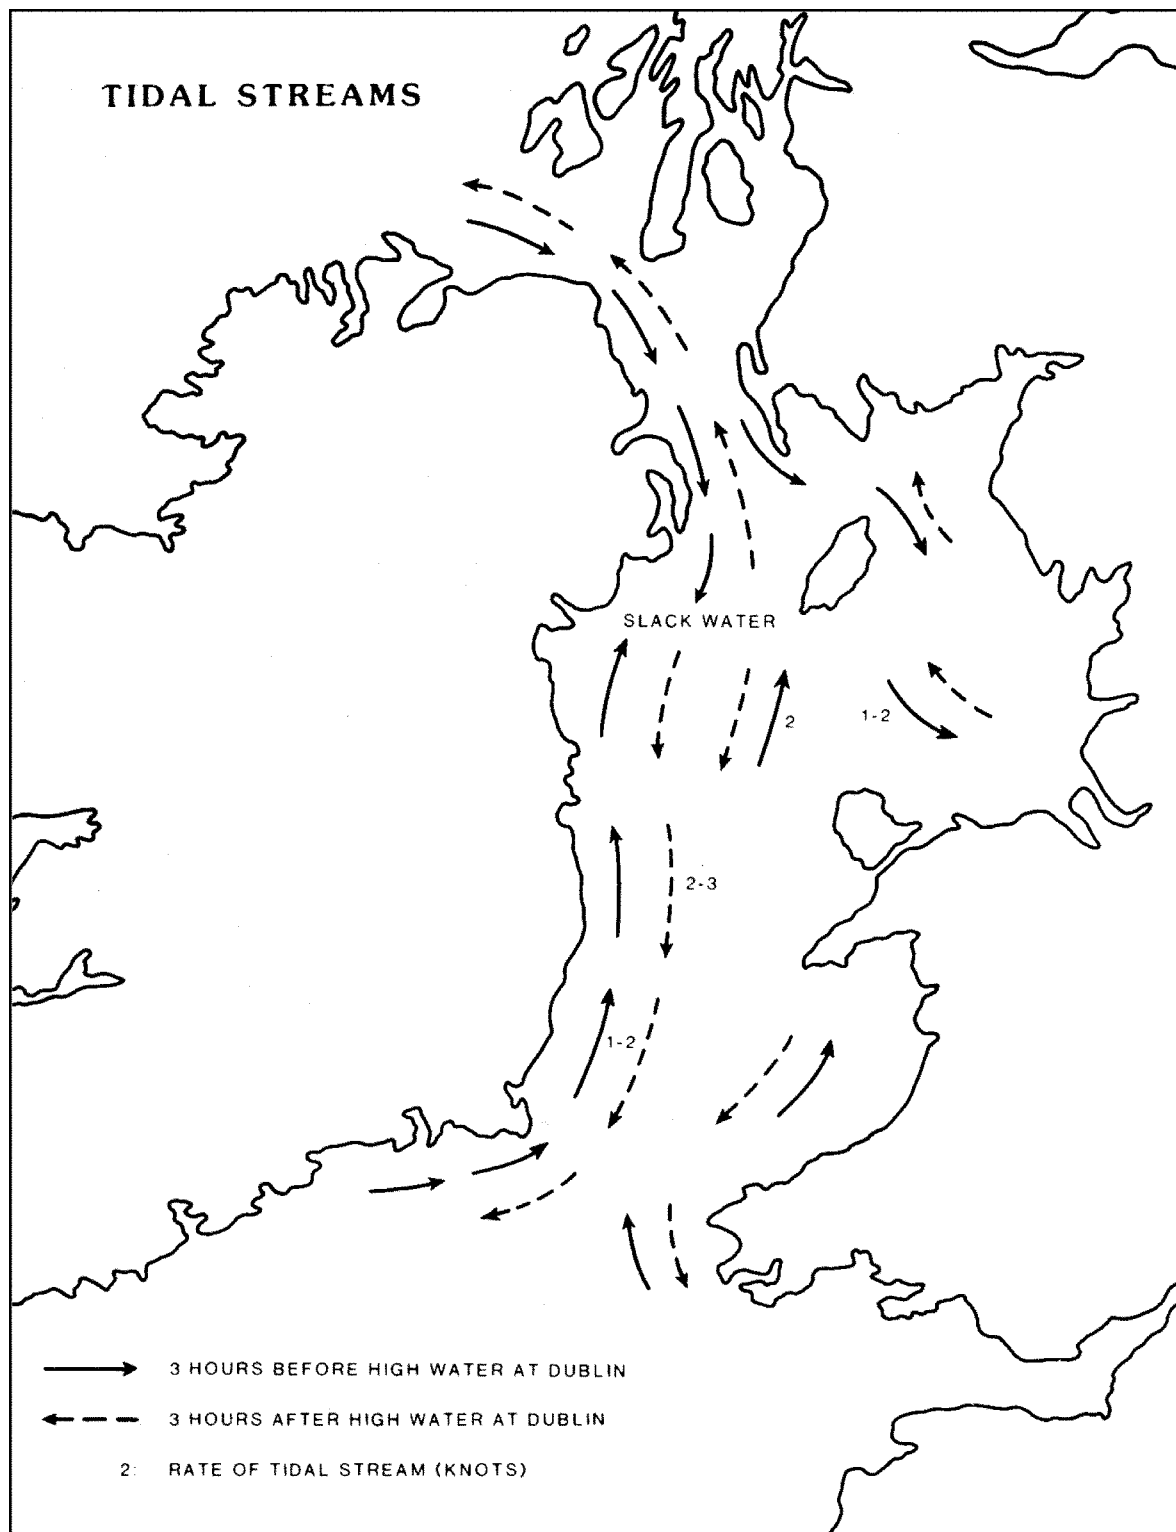 TIDAL STREAMS
SLACK WATER
2
1-2
2-3
1-2
3 HOURS BEFORE HIGH WATER AT DUBLIN
3 HOURS AFTER HIGH WATER AT DUBLIN
2: RATE OF TIDAL STREAM (KNOTS)